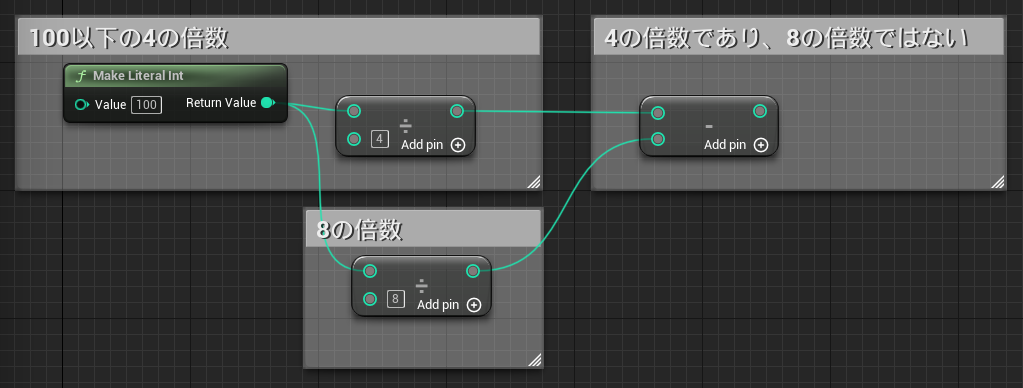 100以下の4の倍数
4の倍数であり、8の倍数ではない
f Make Literal Int
Value 100
Return Value
÷
4
Add pin
-
Add pin
8の倍数
÷
8
Add pin